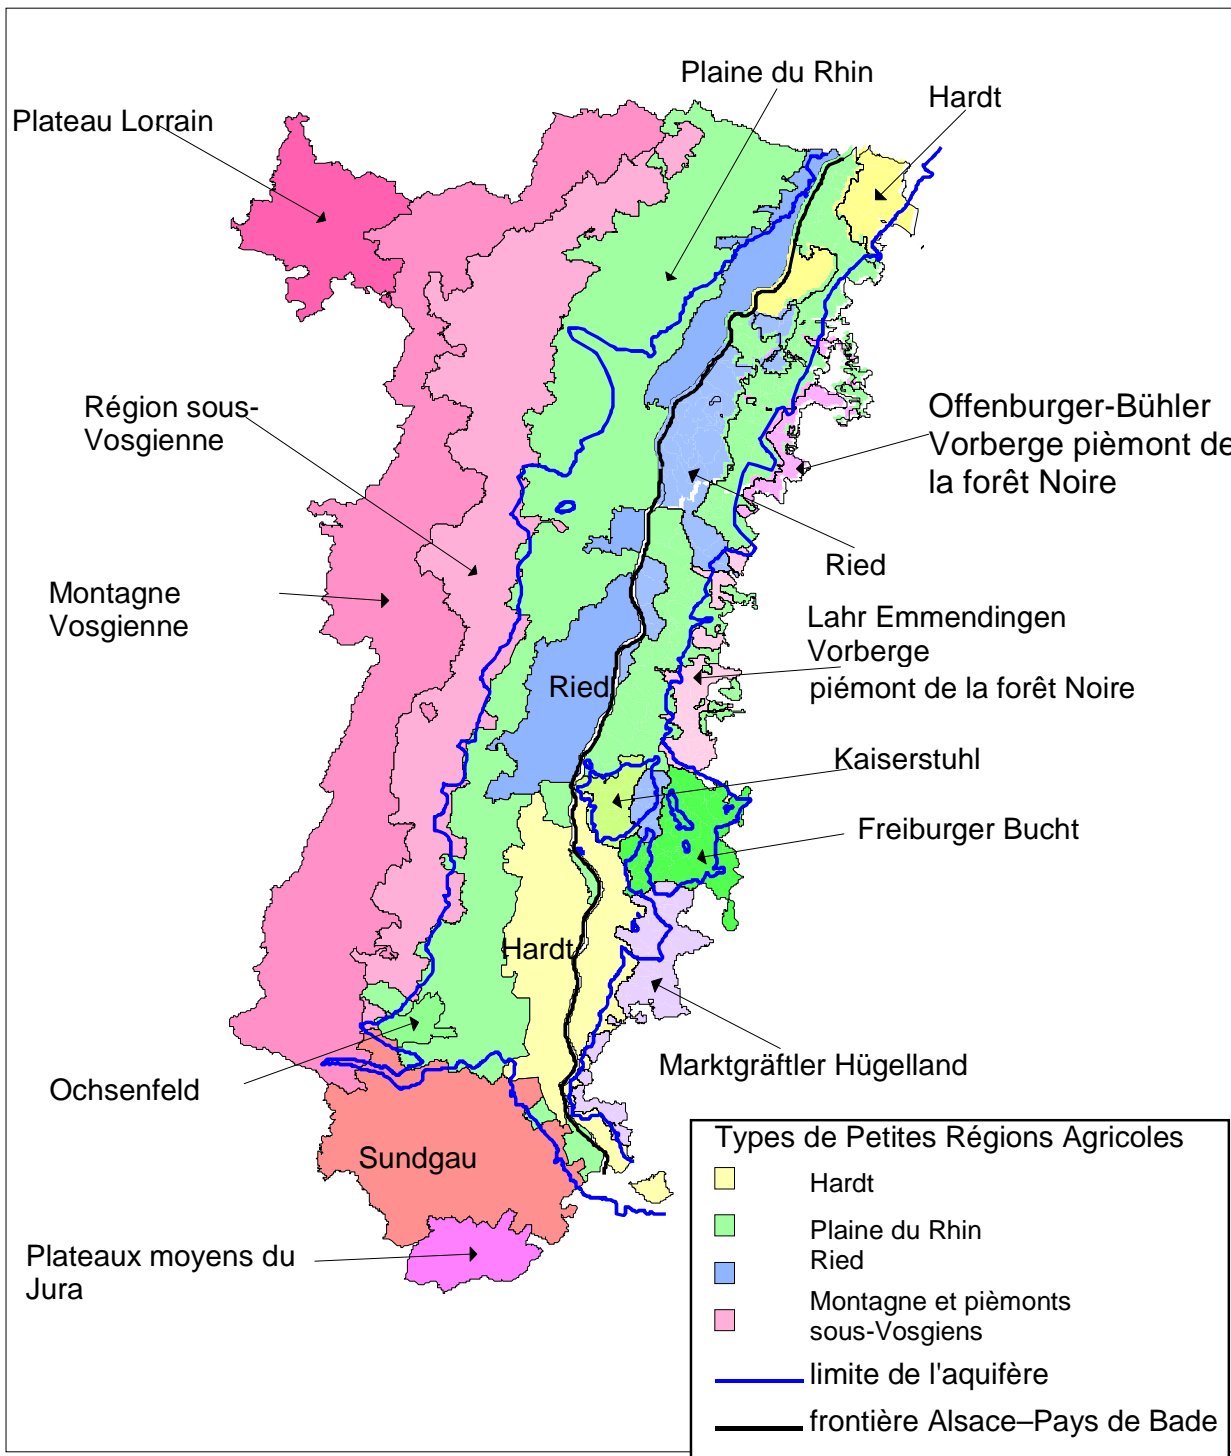 Plaine du Rhin
Hardt
Plateau Lorrain
Région sous-
Vosgienne
Offenburger-Bühler
Vorberge pièmont de
la forêt Noire
Ried
Montagne
Vosgienne
Lahr Emmendingen
Vorberge
piémont de la forêt Noire
Ried
Kaiserstuhl
Freiburger Bucht
Hardt
Marktgräftler Hügelland
Ochsenfeld
Sundgau
Plateaux moyens du
Jura
Types de Petites Régions Agricoles
Hardt
Plaine du Rhin
Ried
Montagne et pièmonts
sous-Vosgiens
limite de l'aquifère
frontière Alsace–Pays de Bade